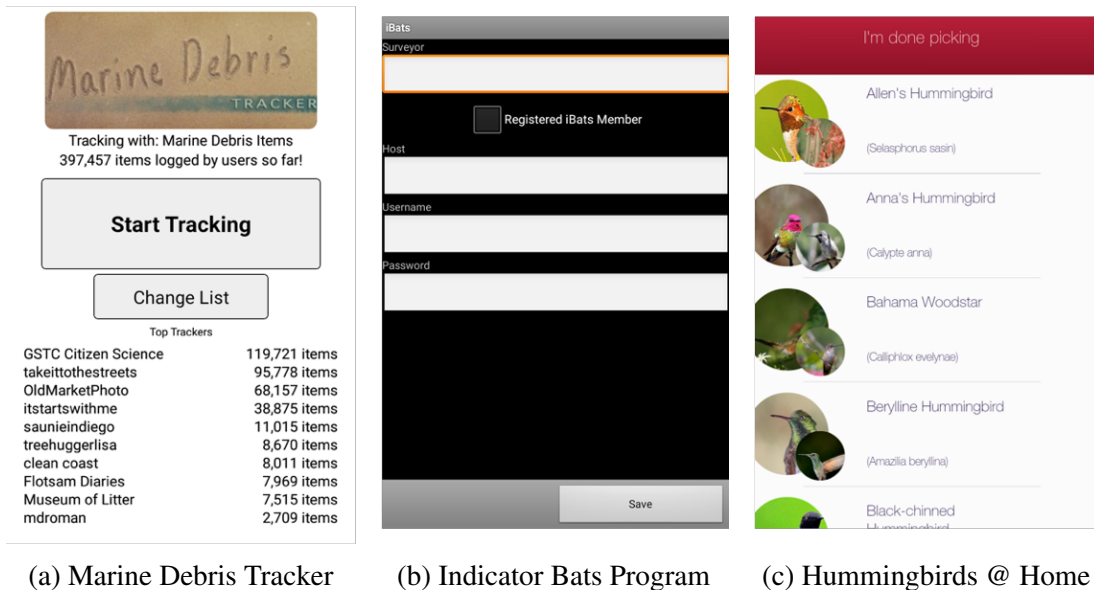 Marine Debris
TRACKER
Tracking with: Marine Debris Items
397,457 items logged by users so far!
Start Tracking
Change List
Top Trackers
GSTC Citizen Science 119,721 items
takeittothestreets 95,778 items
OldMarketPhoto 68,157 items
itstartswithme 38,875 items
saunieindiego 11,015 items
treehuggerlisa 8,670 items
clean coast 8,011 items
Flotsam Diaries 7,969 items
Museum of Litter 7,515 items
mdroman 2,709 items
(a) Marine Debris Tracker
iBats
Surveyor
Registered iBats Member
Host
Username
Password
Save
(b) Indicator Bats Program
I'm done picking
Allen's Hummingbird
(Selasphorus sasin)
Anna's Hummingbird
(Calypte anna)
Bahama Woodstar
(Calliphlox evelynae)
Berylline Hummingbird
(Amazilia beryllina)
Black-chinned
Hummingbird
(c) Hummingbirds @ Home